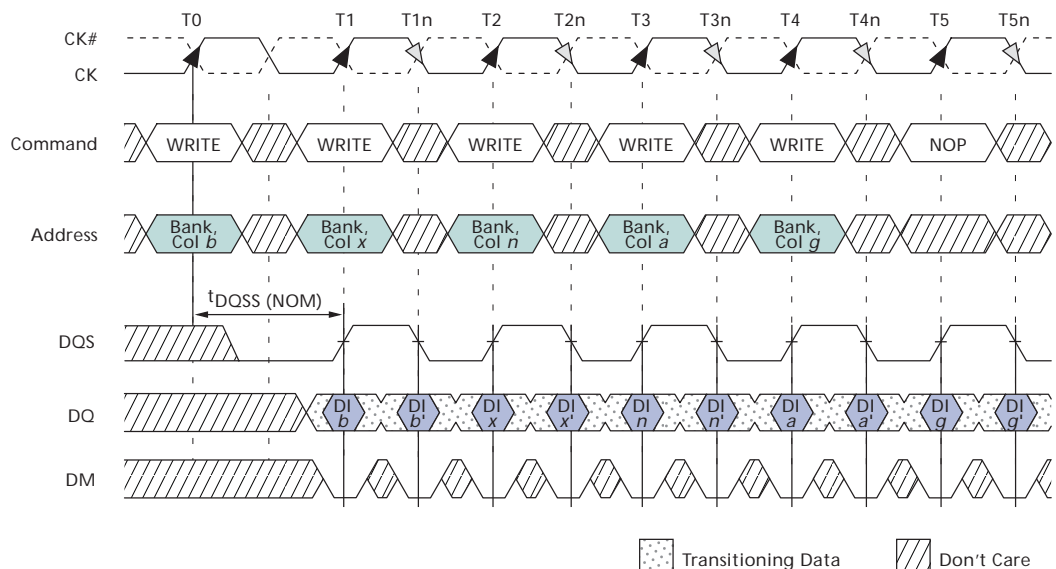 T0 T1 T1n T2 T2n T3 T3n T4 T4n T5 T5n
CK#
CK
Command WRITE WRITE WRITE WRITE WRITE NOP
Address Bank, Col b Bank, Col x Bank, Col n Bank, Col a Bank, Col g
tDQSS (NOM)
DQS
DQ DI b DI b' DI x DI x' DI n DI n' DI a DI a' DI g DI g'
DM
Transitioning Data Don't Care